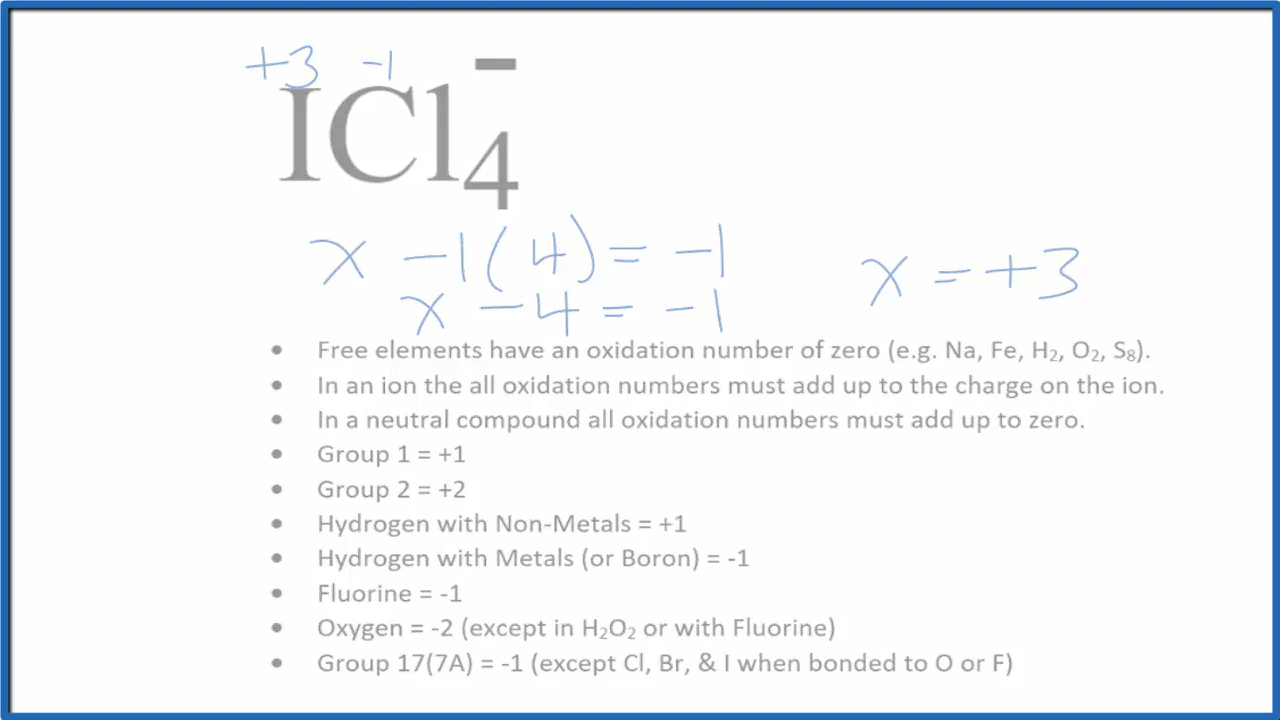 +3 -1
ICl₄⁻
x -1(4) = -1
x - 4 = -1
x = +3
• Free elements have an oxidation number of zero (e.g. Na, Fe, H₂, O₂, S₈).
• In an ion the all oxidation numbers must add up to the charge on the ion.
• In a neutral compound all oxidation numbers must add up to zero.
• Group 1 = +1
• Group 2 = +2
• Hydrogen with Non-Metals = +1
• Hydrogen with Metals (or Boron) = -1
• Fluorine = -1
• Oxygen = -2 (except in H₂O₂ or with Fluorine)
• Group 17(7A) = -1 (except Cl, Br, & I when bonded to O or F)